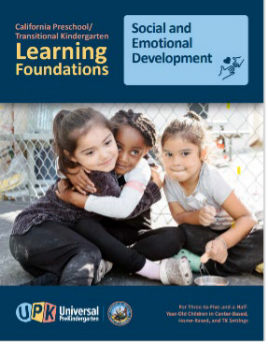 California Preschool/
Transitional Kindergarten
Learning
Foundations
Social and
Emotional
Development
UPK Universal
PreKindergarten
For Three-to-Five and a Half-
Year-Old Children in Center-Based,
Home-Based, and TK Settings